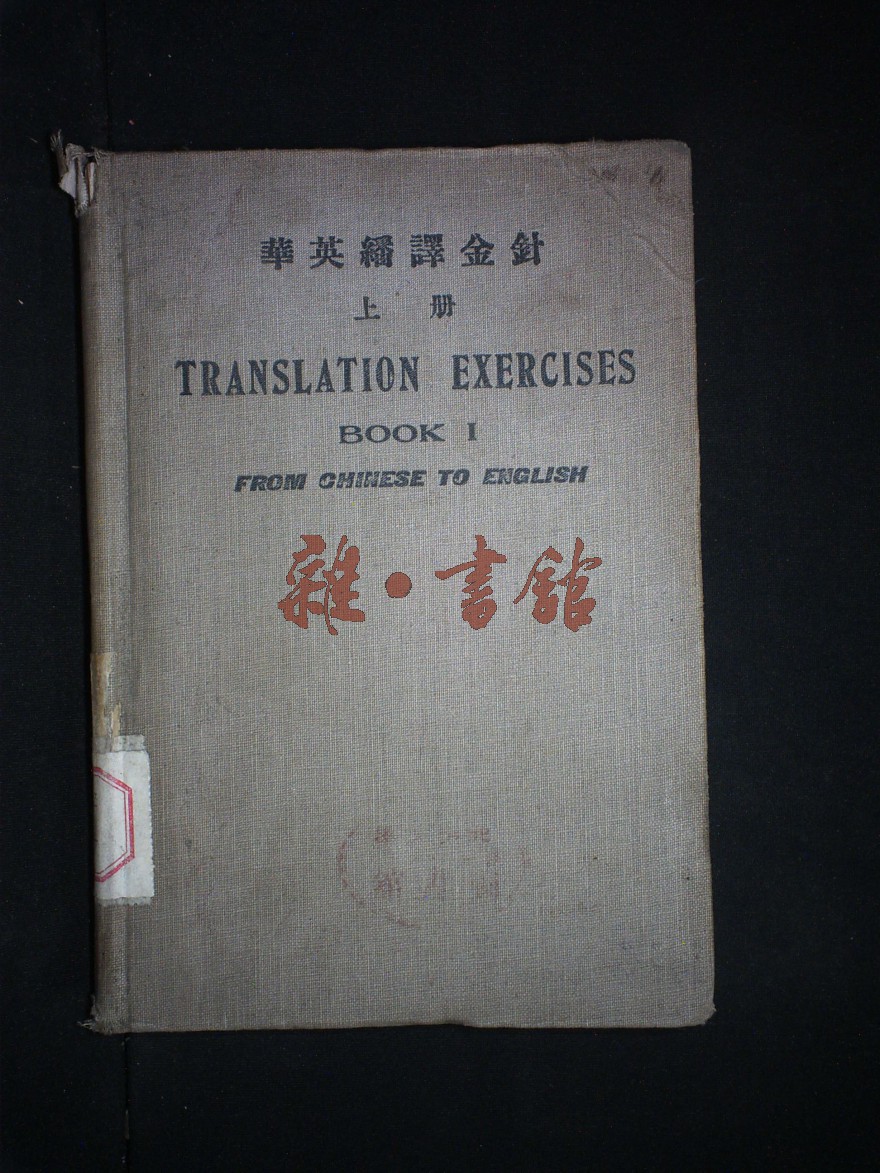 華英繙譯金針
上册
TRANSLATION EXERCISES
BOOK I
FROM CHINESE TO ENGLISH
雜·書館